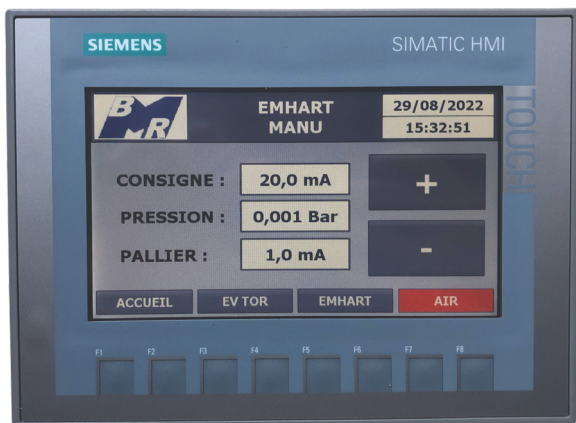 SIEMENS
SIMATIC HMI
TOUCH
BMR
EMHART
MANU
29/08/2022
15:32:51
CONSIGNE : 20,0 mA
+
PRESSION : 0,001 Bar
PALLIER : 1,0 mA
-
ACCUEIL EV TOR EMHART AIR
F1 F2 F3 F4 F5 F6 F7 F8